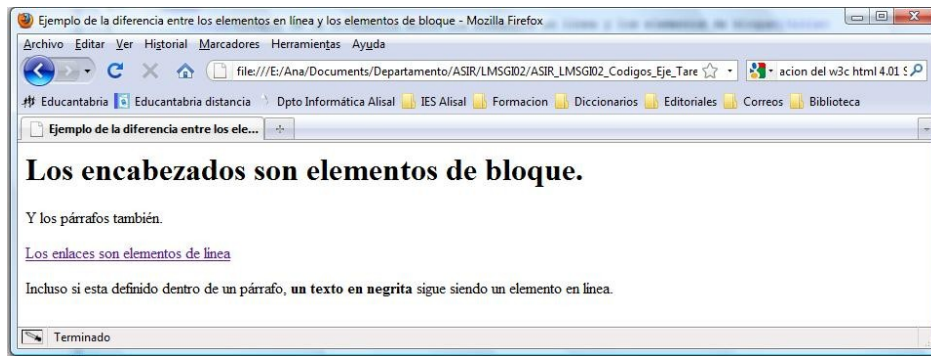 Ejemplo de la diferencia entre los elementos en línea y los elementos de bloque - Mozilla Firefox
Archivo Editar Ver Historial Marcadores Herramientas Ayuda
file:///E:/Ana/Documents/Departamento/ASIR/LMSGI02/ASIR_LMSGI02_Codigos_Eje_Tare acion del w3c html 4.01 S
Educantabria Educantabria distancia Dpto Informática Alisal IES Alisal Formacion Diccionarios Editoriales Correos Biblioteca
Ejemplo de la diferencia entre los ele...
Los encabezados son elementos de bloque.
Y los párrafos también.
Los enlaces son elementos de linea
Incluso si esta definido dentro de un párrafo, un texto en negrita sigue siendo un elemento en línea.
Terminado